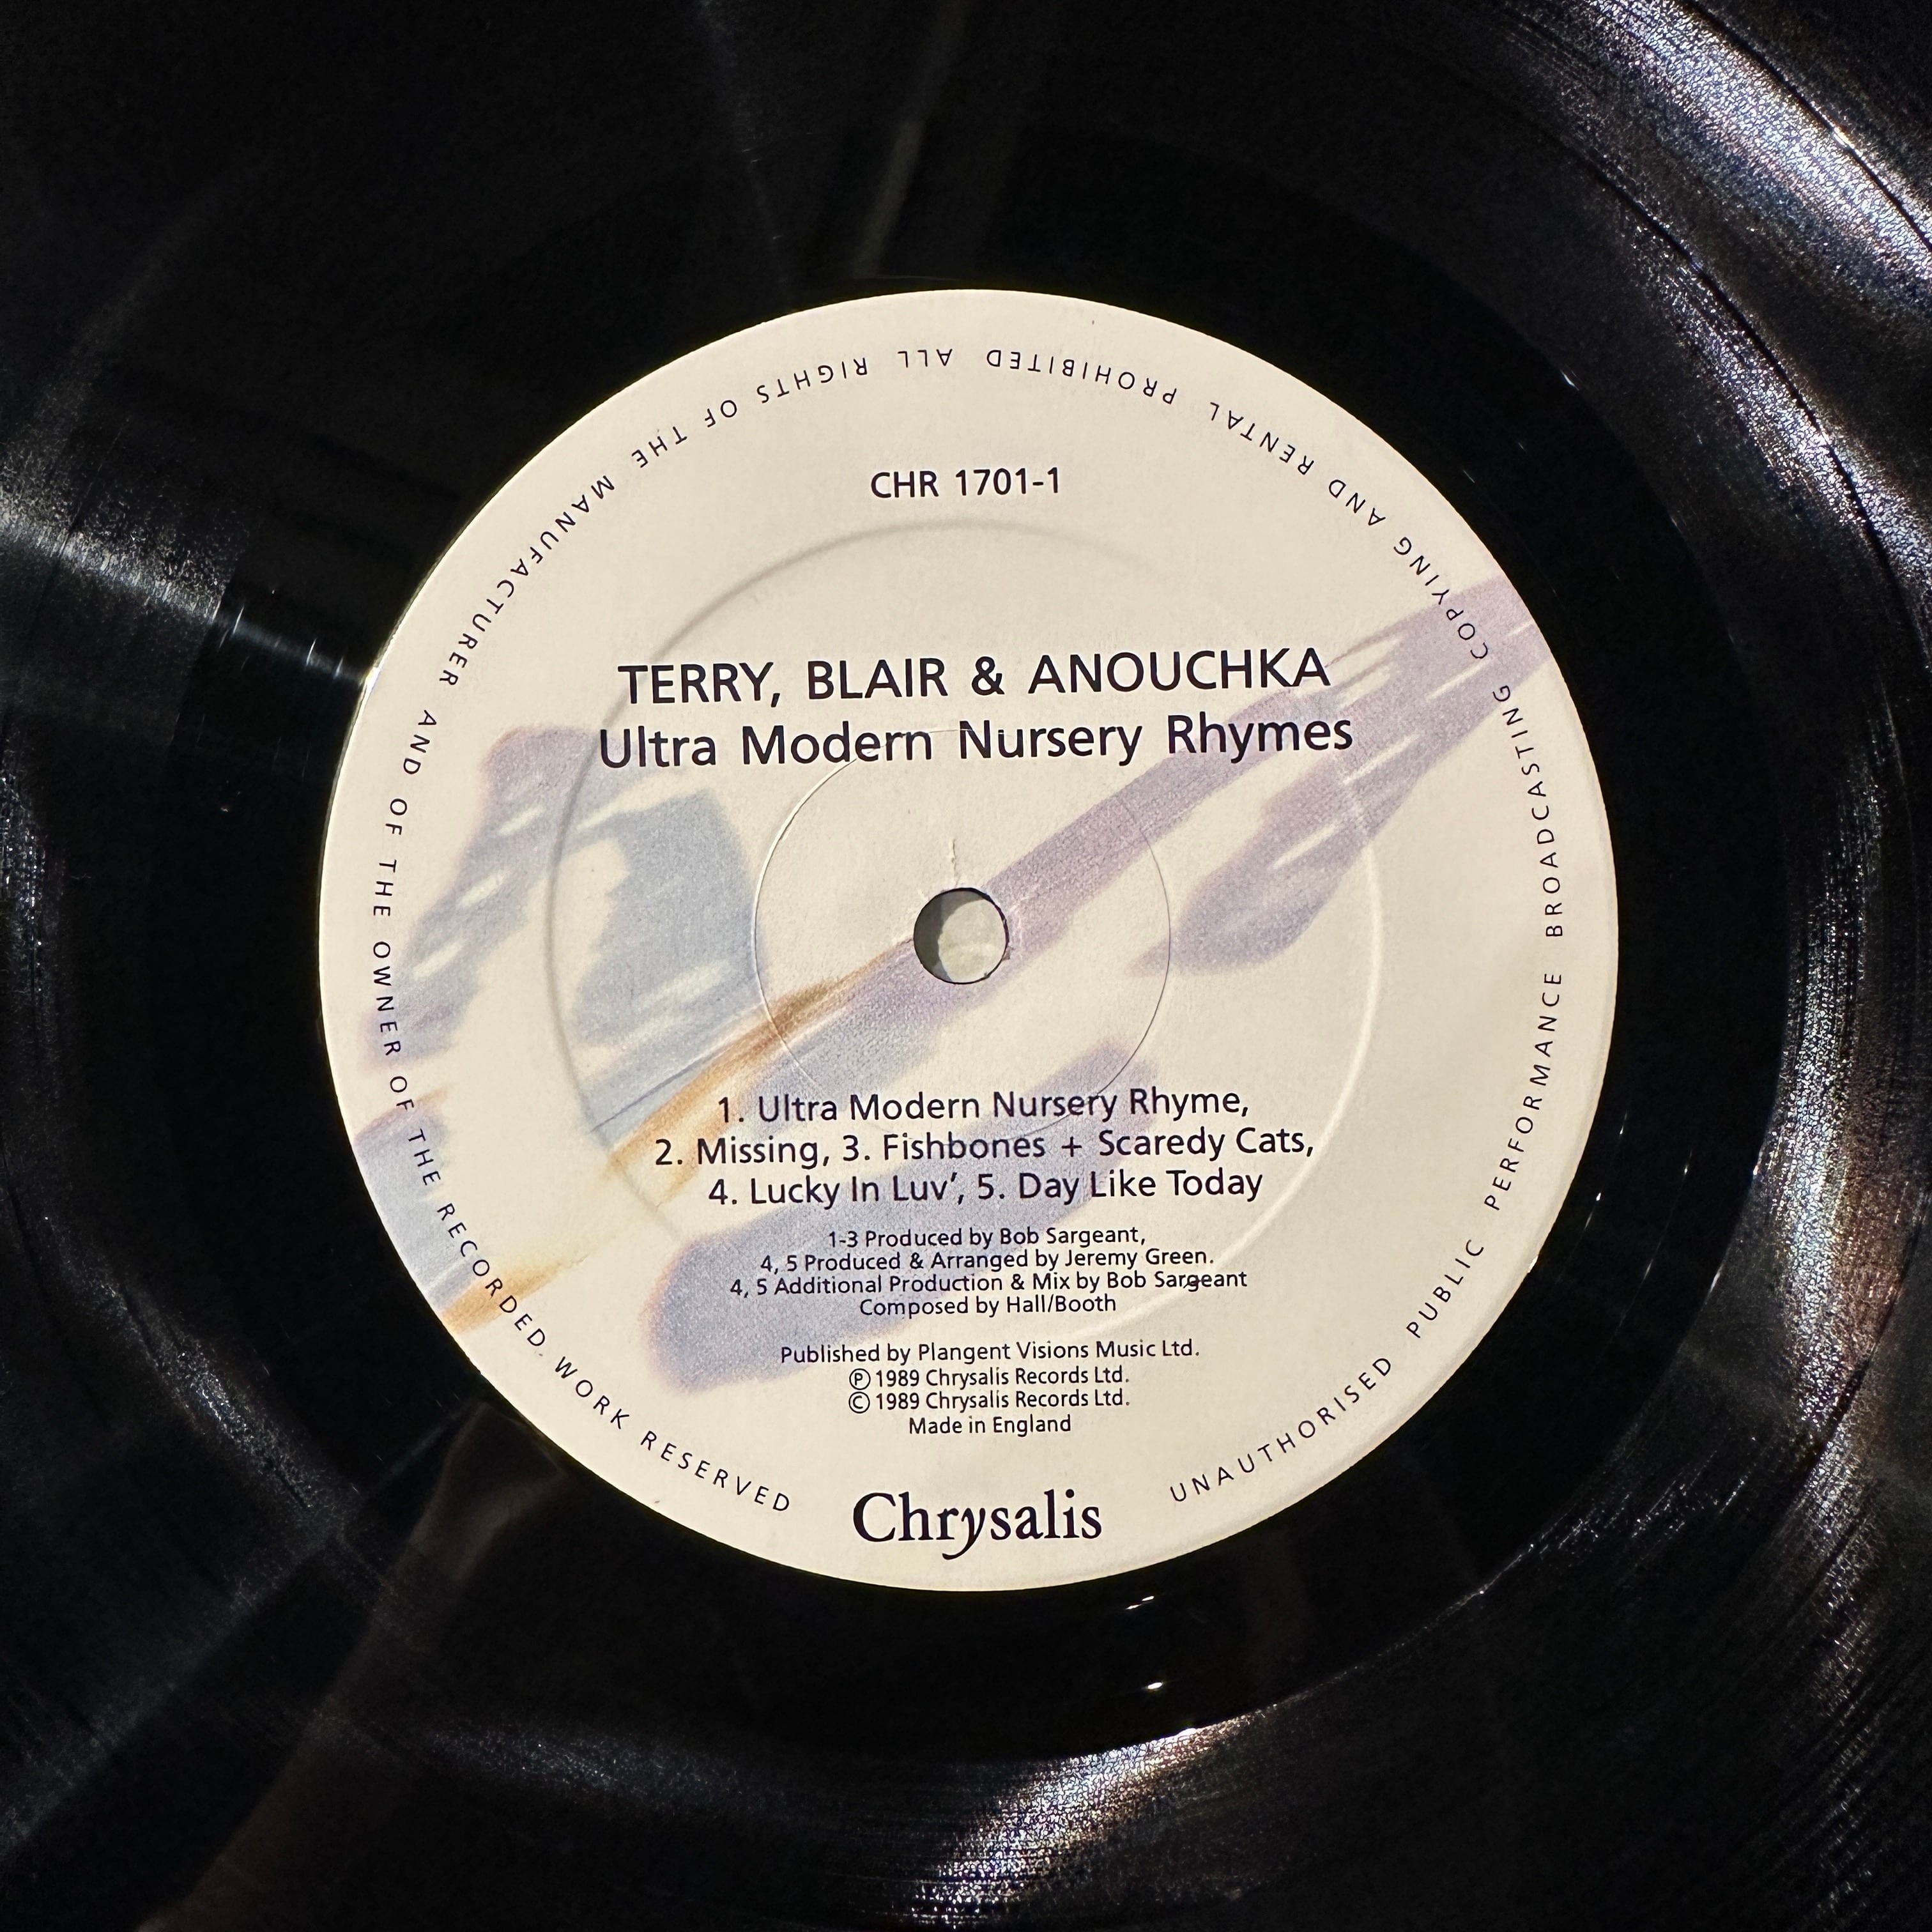 CHR 1701-1
TERRY, BLAIR & ANOUCHKA
Ultra Modern Nursery Rhymes
1. Ultra Modern Nursery Rhyme,
2. Missing, 3. Fishbones + Scaredy Cats,
4. Lucky In Luv', 5. Day Like Today
1-3 Produced by Bob Sargeant,
4, 5 Produced & Arranged by Jeremy Green.
4, 5 Additional Production & Mix by Bob Sargeant
Composed by Hall/Booth
Published by Plangent Visions Music Ltd.
Ⓟ 1989 Chrysalis Records Ltd.
© 1989 Chrysalis Records Ltd.
Made in England
Chrysalis
ALL RIGHTS OF THE MANUFACTURER AND OF THE OWNER OF THE RECORDED. WORK RESERVED
UNAUTHORISED PUBLIC PERFORMANCE BROADCASTING COPYING AND RENTAL PROHIBITED